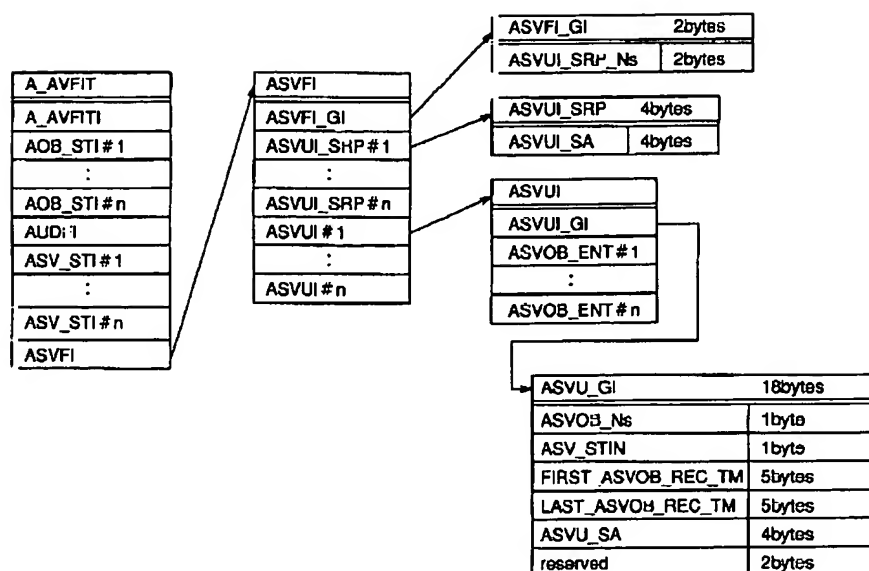 A_AVFIT
A_AVFITI
AOB_STI#1
:
AOB_STI#n
ASV_STI#1
:
ASV_STI#n
ASVFI
ASVFI
ASVFI_GI
ASVUI_SRP#1
:
ASVUI_SRP#n
ASVUI#1
:
ASVUI#n
ASVFI_GI 2bytes
ASVUI_SRP_Ns 2bytes
ASVUI_SRP 4bytes
ASVUI_SA 4bytes
ASVUI
ASVUI_GI
ASVOB_ENT#1
:
ASVOB_ENT#n
ASVU_GI 18bytes
ASVOB_Ns 1byte
ASV_STIN 1byte
FIRST_ASVOB_REC_TM 5bytes
LAST_ASVOB_REC_TM 5bytes
ASVU_SA 4bytes
reserved 2bytes